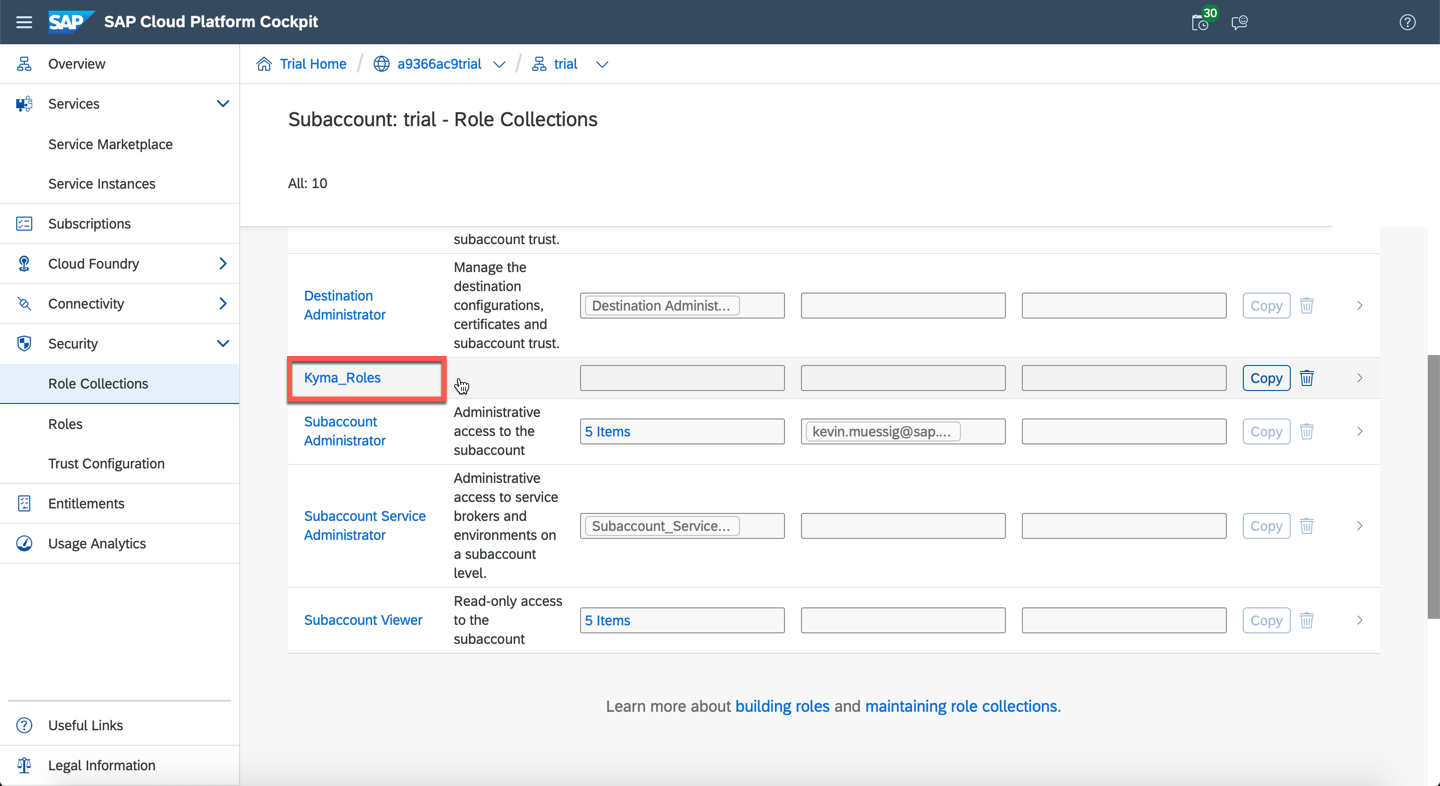 SAP SAP Cloud Platform Cockpit
30
Overview
Services
Service Marketplace
Service Instances
Subscriptions
Cloud Foundry
Connectivity
Security
Role Collections
Roles
Trust Configuration
Entitlements
Usage Analytics
Useful Links
Legal Information
Trial Home / a9366ac9trial / trial
Subaccount: trial - Role Collections
All: 10
subaccount trust.
Destination
Administrator
Manage the
destination
configurations,
certificates and
subaccount trust.
Destination Administ...
Copy
Kyma_Roles
Copy
Subaccount
Administrator
Administrative
access to the
subaccount
5 Items
kevin.muessig@sap....
Copy
Subaccount Service
Administrator
Administrative
access to service
brokers and
environments on
a subaccount
level.
Subaccount_Service...
Copy
Subaccount Viewer
Read-only access
to the
subaccount
5 Items
Copy
Learn more about building roles and maintaining role collections.